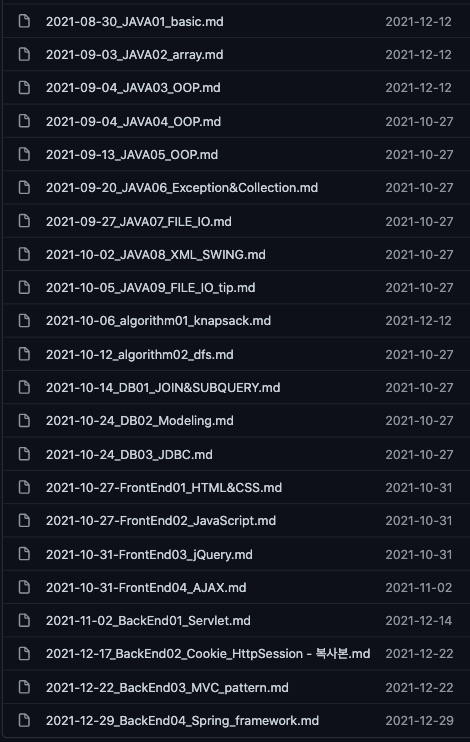 2021-08-30_JAVA01_basic.md 2021-12-12
2021-09-03_JAVA02_array.md 2021-12-12
2021-09-04_JAVA03_OOP.md 2021-12-12
2021-09-04_JAVA04_OOP.md 2021-10-27
2021-09-13_JAVA05_OOP.md 2021-10-27
2021-09-20_JAVA06_Exception&Collection.md 2021-10-27
2021-09-27_JAVA07_FILE_IO.md 2021-10-27
2021-10-02_JAVA08_XML_SWING.md 2021-10-27
2021-10-05_JAVA09_FILE_IO_tip.md 2021-10-27
2021-10-06_algorithm01_knapsack.md 2021-12-12
2021-10-12_algorithm02_dfs.md 2021-10-27
2021-10-14_DB01_JOIN&SUBQUERY.md 2021-10-27
2021-10-24_DB02_Modeling.md 2021-10-27
2021-10-24_DB03_JDBC.md 2021-10-27
2021-10-27-FrontEnd01_HTML&CSS.md 2021-10-31
2021-10-27-FrontEnd02_JavaScript.md 2021-10-31
2021-10-31-FrontEnd03_jQuery.md 2021-10-31
2021-10-31-FrontEnd04_AJAX.md 2021-11-02
2021-11-02_BackEnd01_Servlet.md 2021-12-14
2021-12-17_BackEnd02_Cookie_HttpSession - 복사본.md 2021-12-22
2021-12-22_BackEnd03_MVC_pattern.md 2021-12-22
2021-12-29_BackEnd04_Spring_framework.md 2021-12-29